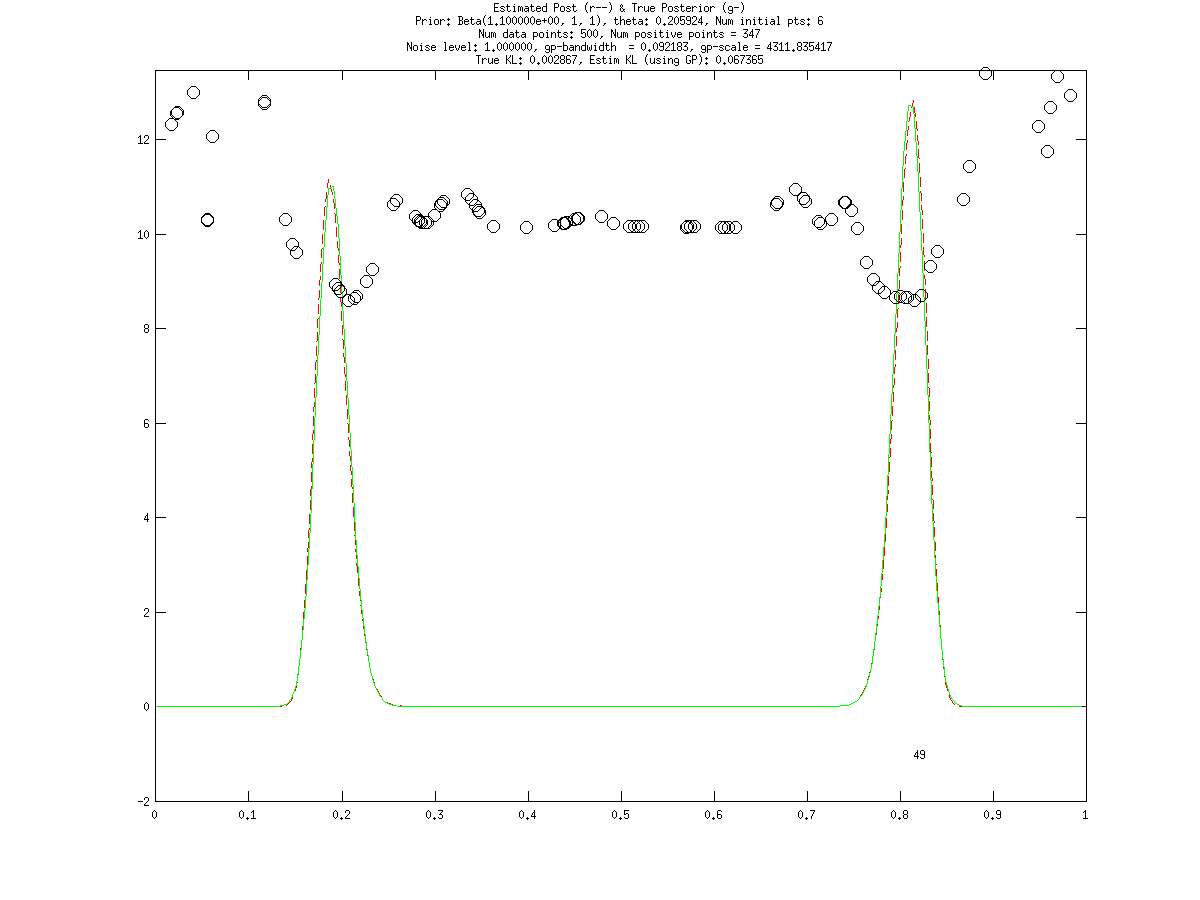 Estimated Post (r--) & True Posterior (g-)
Prior: Beta(1.100000e+00, 1, 1), theta: 0.205924, Num initial pts: 6
Num data points: 500, Num positive points = 347
Noise level: 1.000000, gp-bandwidth  = 0.092183, gp-scale = 4311.835417
True KL: 0.002867, Estim KL (using GP): 0.067365
12
10
8
6
4
2
0
49
-2
0 0.1 0.2 0.3 0.4 0.5 0.6 0.7 0.8 0.9 1